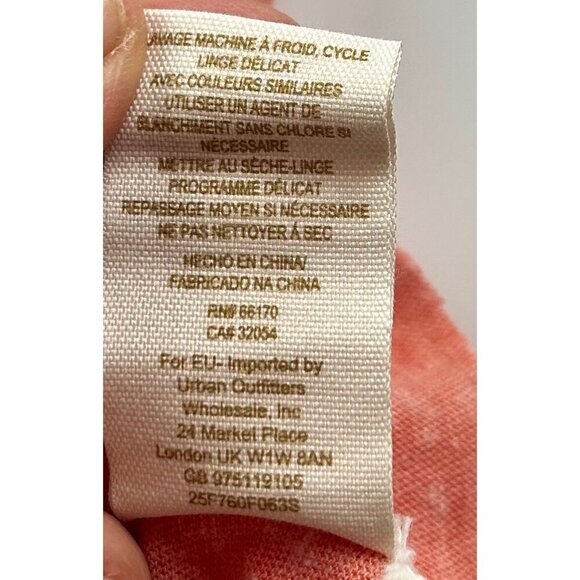 LAVAGE MACHINE À FROID, CYCLE
LINGE DÉLICAT
AVEC COULEURS SIMILAIRES
UTILISER UN AGENT DE
BLANCHIMENT SANS CHLORE SI
NÉCESSAIRE
METTRE AU SÈCHE-LINGE
PROGRAMME DÉLICAT
REPASSAGE MOYEN SI NÉCESSAIRE
NE PAS NETTOYER À SEC
HECHO EN CHINA/
FABRICADO NA CHINA
RN# 66170
CA# 32054
For EU- Imported by
Urban Outfitters
Wholesale, Inc
24 Market Place
London UK W1W 8AN
GB 975119105
25F760F063S